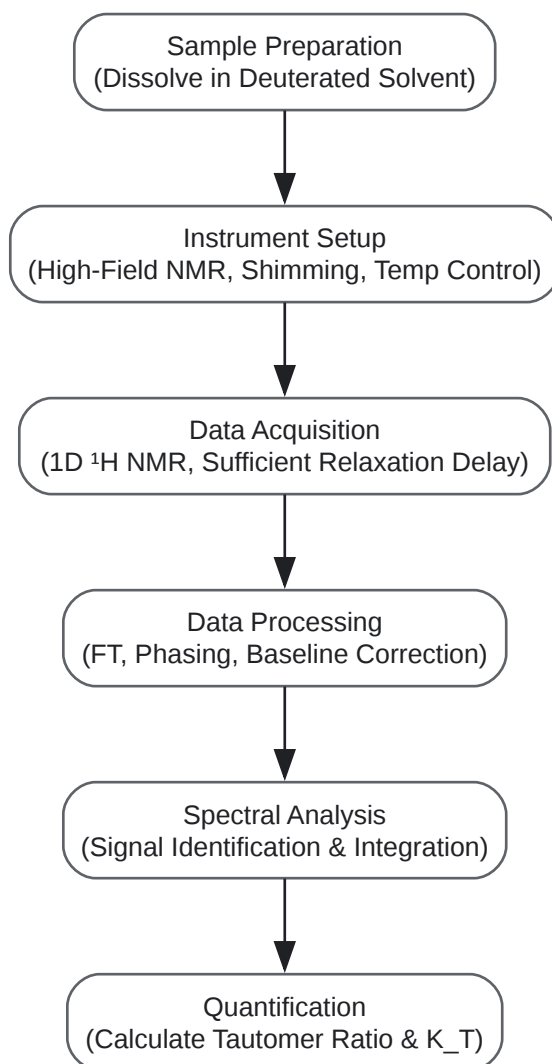 Sample Preparation
(Dissolve in Deuterated Solvent)
Instrument Setup
(High-Field NMR, Shimming, Temp Control)
Data Acquisition
(1D ¹H NMR, Sufficient Relaxation Delay)
Data Processing
(FT, Phasing, Baseline Correction)
Spectral Analysis
(Signal Identification & Integration)
Quantification
(Calculate Tautomer Ratio & K_T)